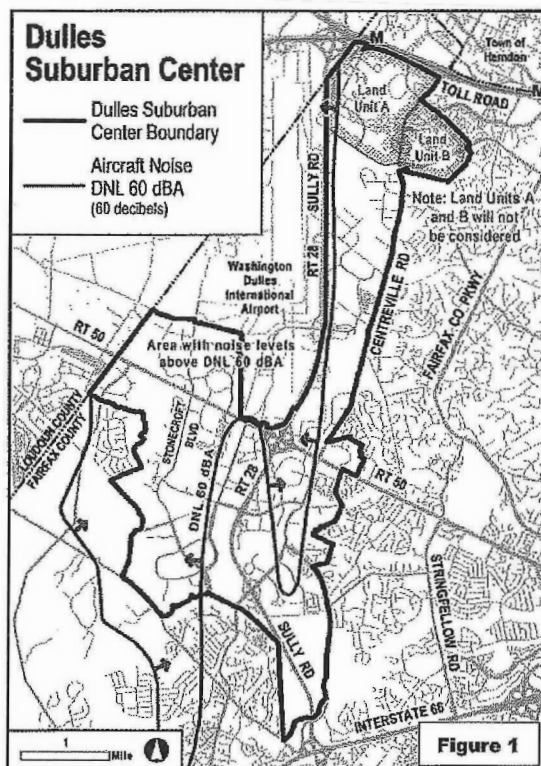 Dulles
Suburban Center
Dulles Suburban
Center Boundary
Aircraft Noise
DNL 60 dBA
(60 decibels)
M
Town of
Herndon
TOLL ROAD
M
Land
Unit A
Land
Unit B
Note: Land Units A
and B will not
be considered
SULLY RD
RT 28
CENTREVILLE RD
FAIRFAX CO PKWY
Washington
Dulles
International
Airport
RT 50
Area with noise levels
above DNL 60 dBA
LOUDOUN COUNTY
FAIRFAX COUNTY
STONECROFT
BLVD
DNL 60 dBA
RT 28
RT 50
STRINGFELLOW RD
SULLY RD
INTERSTATE 66
1
Mile
Figure 1